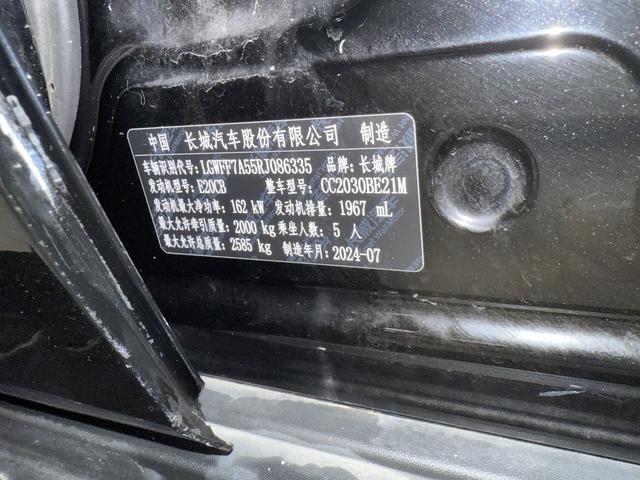 中国 长城汽车股份有限公司 制造
车辆识别代号: LGWFF7A55RJ086335 品牌: 长城牌
发动机型号: E20CB 整车型号: CC2030BE21M
发动机最大净功率: 162 kW 发动机排量: 1967 mL
最大允许牵引质量: 2000 kg 乘坐人数: 5 人
最大允许总质量: 2585 kg 制造年月: 2024-07